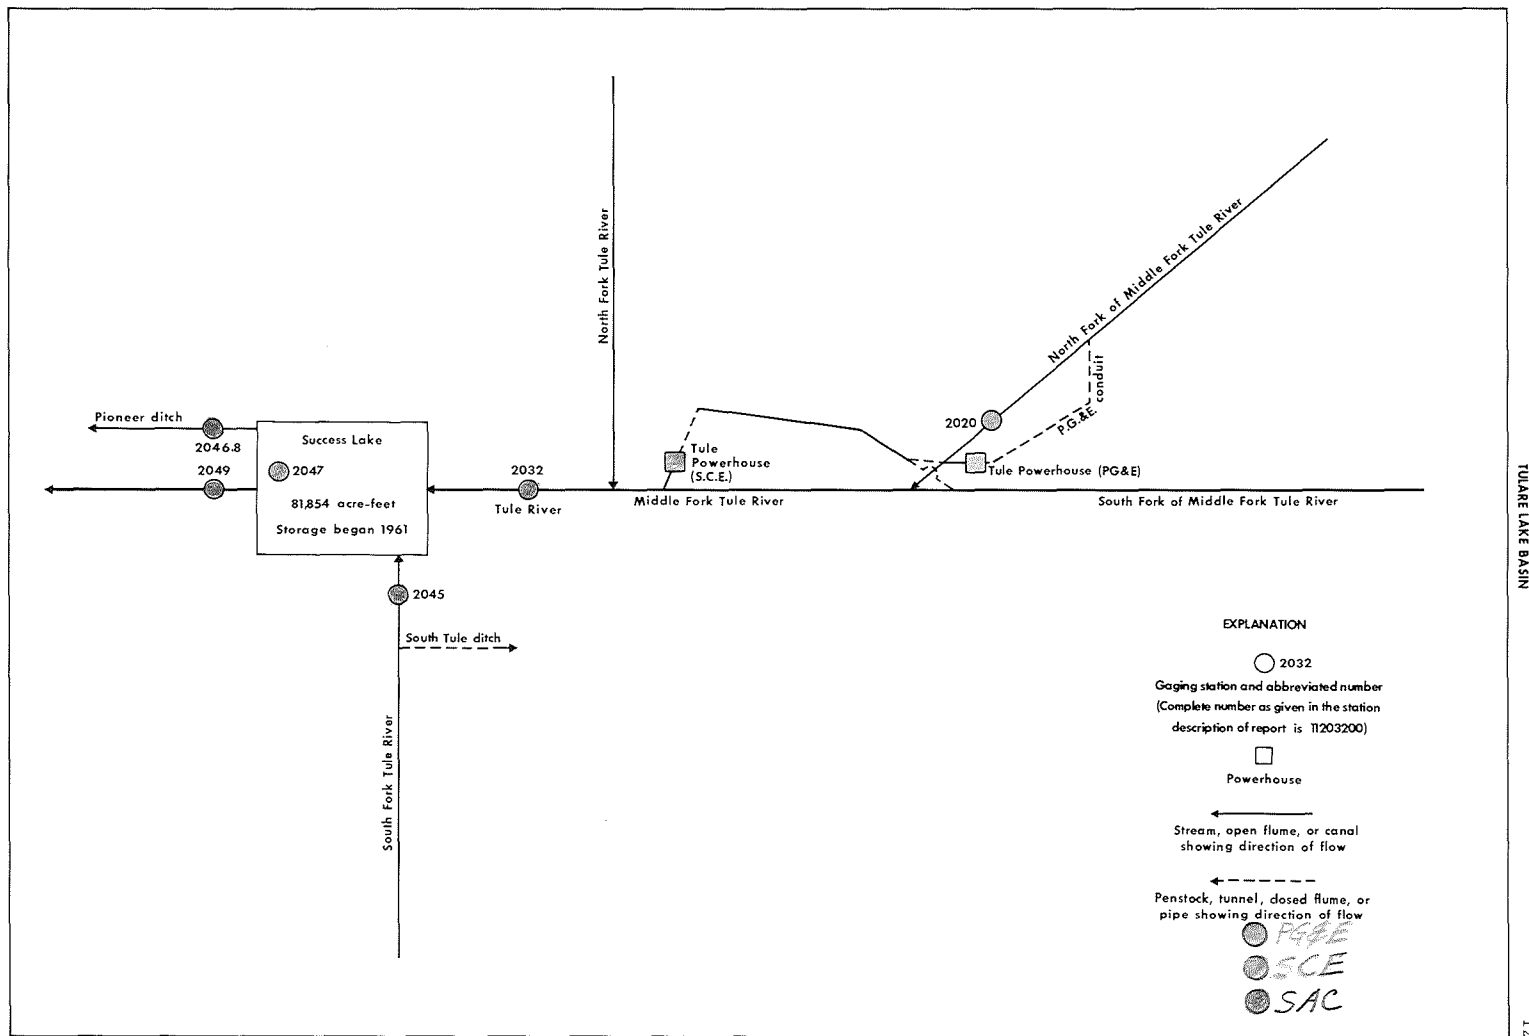 North Fork Tule River
North Fork of Middle Fork Tule River
conduit
P.G.&E.
2020
Pioneer ditch
2046.8
2049
Success Lake
2047
81,854 acre-feet
Storage began 1961
2032
Tule River
Tule
Powerhouse
(S.C.E.)
Middle Fork Tule River
Tule Powerhouse (PG&E)
South Fork of Middle Fork Tule River
2045
South Tule ditch
South Fork Tule River
TULARE LAKE BASIN
EXPLANATION
2032
Gaging station and abbreviated number
(Complete number as given in the station
description of report is 11203200)
Powerhouse
Stream, open flume, or canal
showing direction of flow
Penstock, tunnel, closed flume, or
pipe showing direction of flow
PG&E
SCE
SAC